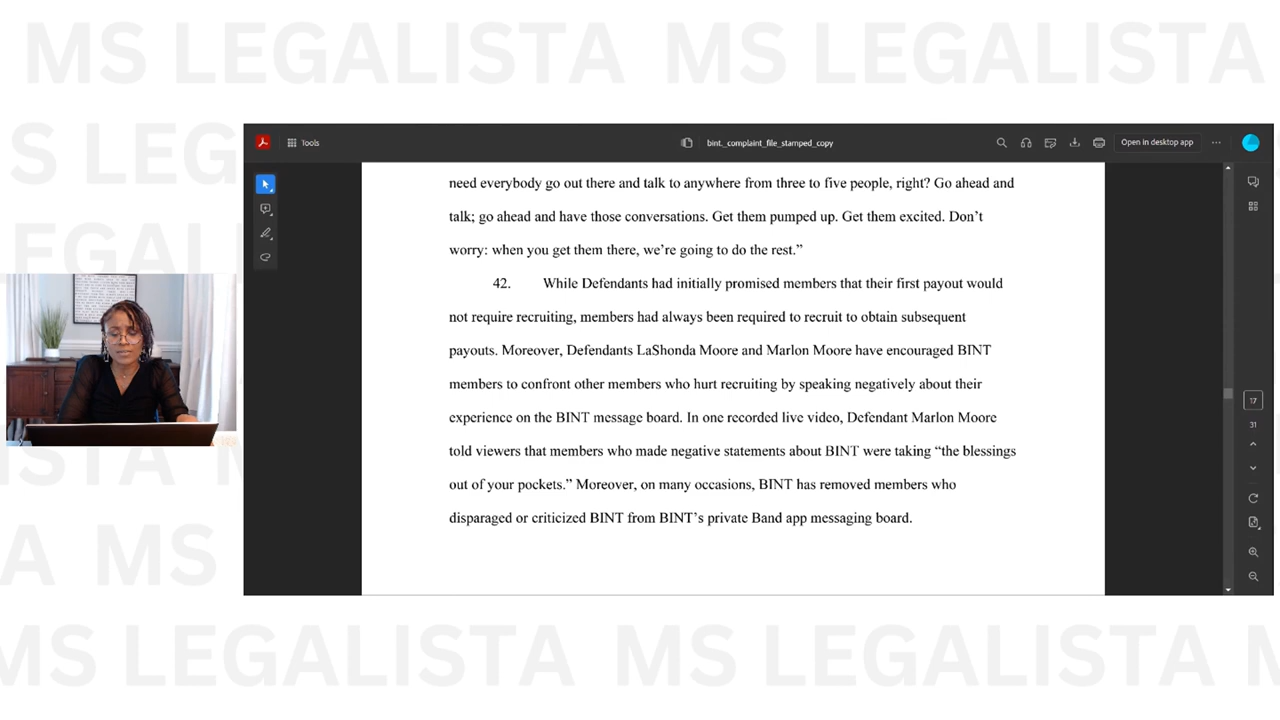 MS LEGALISTA MS LEGALISTA
S LEG
EGAL
ISTA
A MS
MS LEGALISTA MS LEGALISTA M
Tools
bint._complaint_file_stamped_copy
Open in desktop app
need everybody go out there and talk to anywhere from three to five people, right? Go ahead and
talk; go ahead and have those conversations. Get them pumped up. Get them excited. Don’t
worry: when you get them there, we’re going to do the rest.”
42. While Defendants had initially promised members that their first payout would
not require recruiting, members had always been required to recruit to obtain subsequent
payouts. Moreover, Defendants LaShonda Moore and Marlon Moore have encouraged BINT
members to confront other members who hurt recruiting by speaking negatively about their
experience on the BINT message board. In one recorded live video, Defendant Marlon Moore
told viewers that members who made negative statements about BINT were taking “the blessings
out of your pockets.” Moreover, on many occasions, BINT has removed members who
disparaged or criticized BINT from BINT’s private Band app messaging board.
17
31